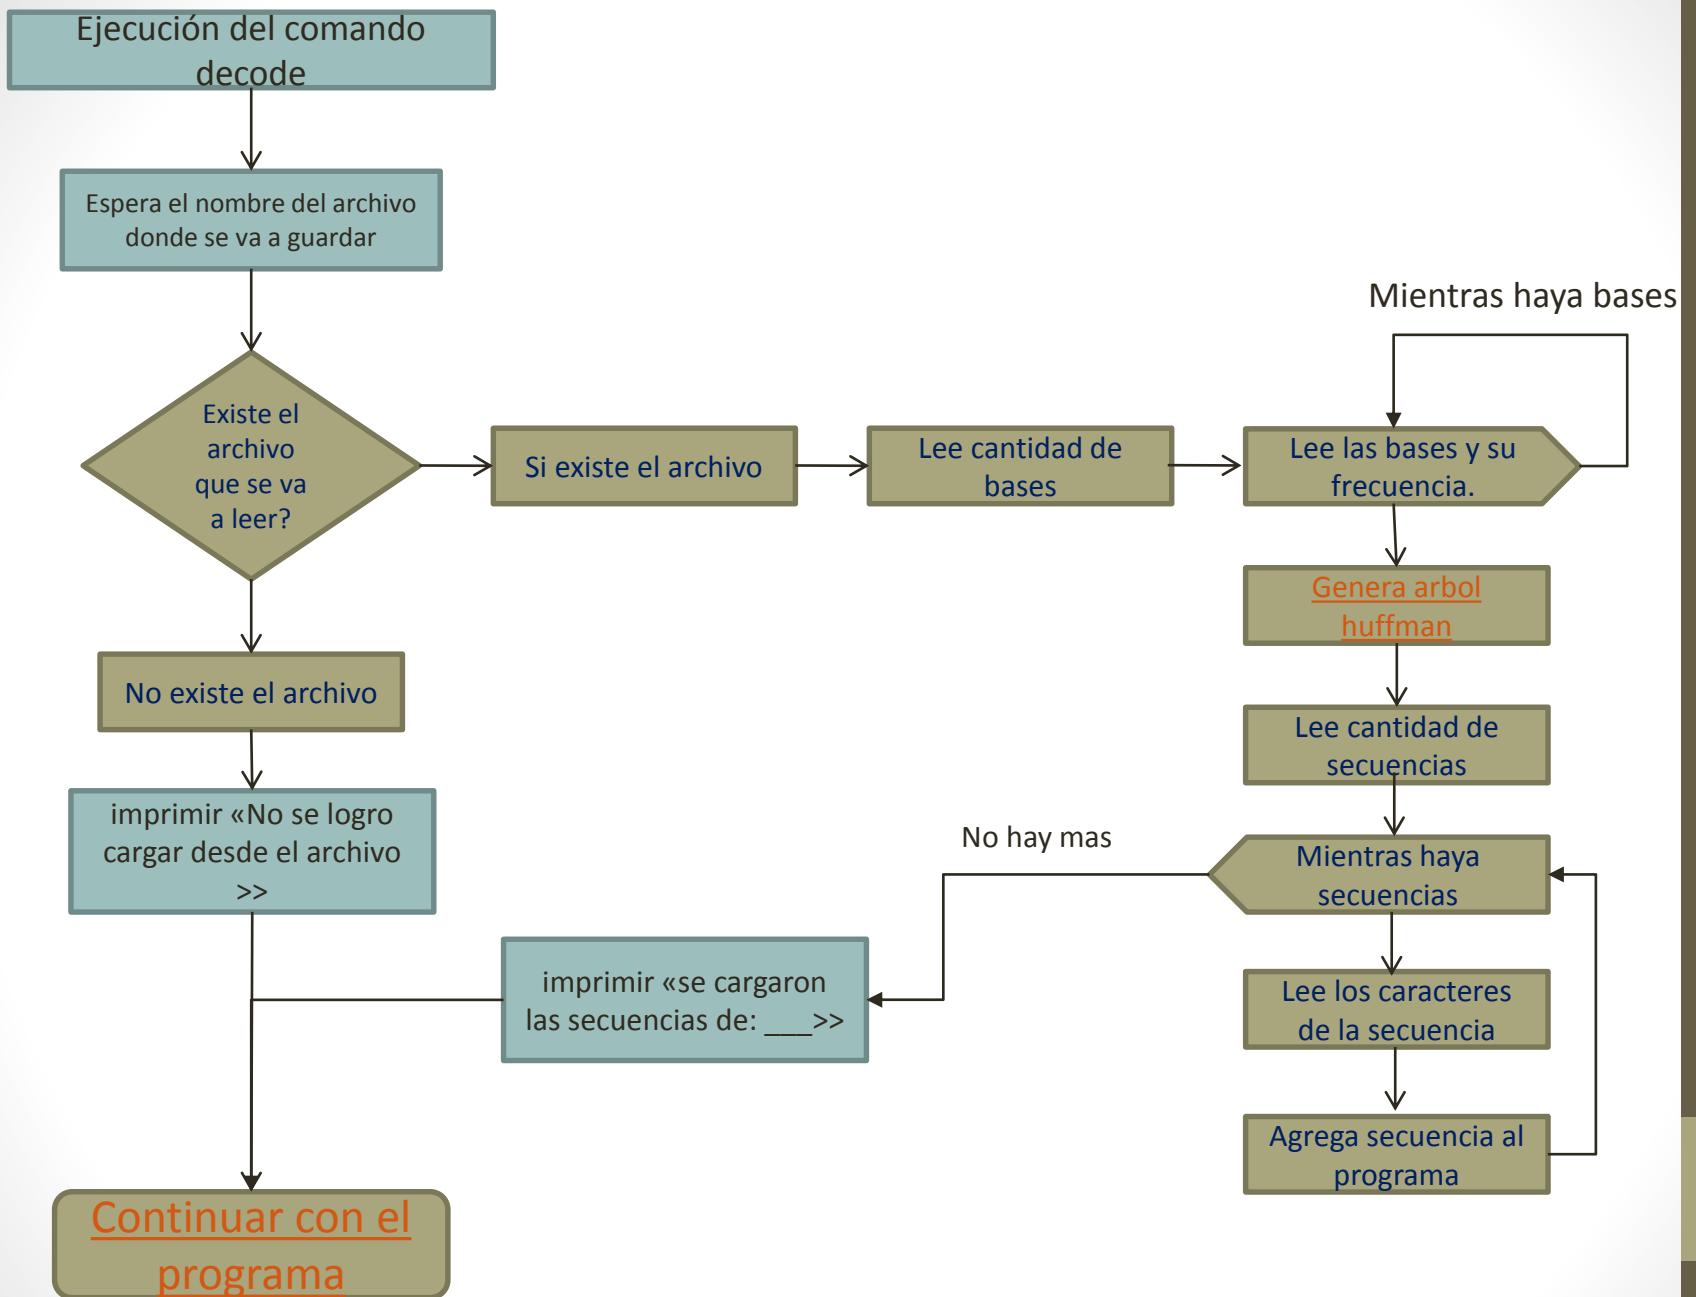 Ejecución del comando
decode
Espera el nombre del archivo
donde se va a guardar
Mientras haya bases
Existe el
archivo
que se va
a leer?
Si existe el archivo
Lee cantidad de
bases
Lee las bases y su
frecuencia.
Genera arbol
huffman
No existe el archivo
Lee cantidad de
secuencias
imprimir «No se logro
cargar desde el archivo
>>
No hay mas
Mientras haya
secuencias
imprimir «se cargaron
las secuencias de: ___>>
Lee los caracteres
de la secuencia
Agrega secuencia al
programa
Continuar con el
programa